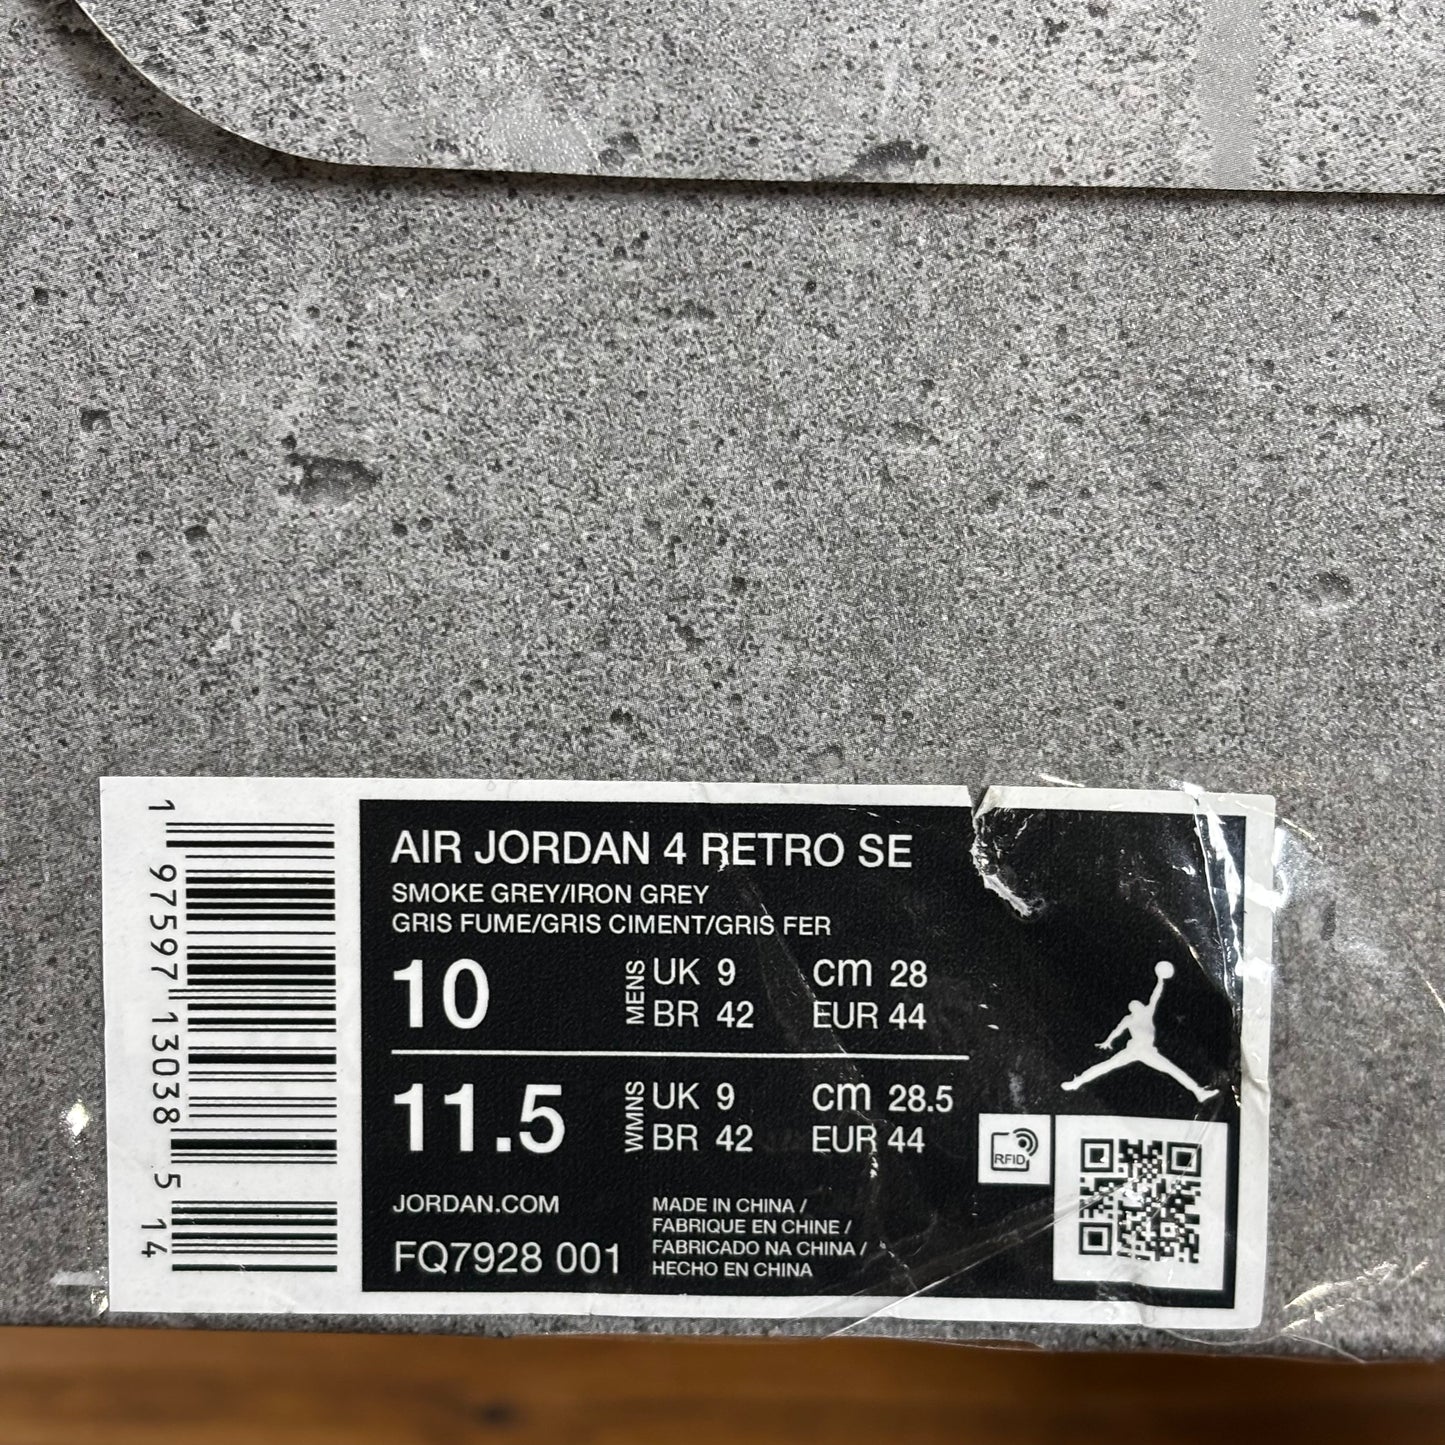 1 97597 13038 5 14
AIR JORDAN 4 RETRO SE
SMOKE GREY/IRON GREY
GRIS FUME/GRIS CIMENT/GRIS FER
10 MENS UK 9 cm 28
BR 42 EUR 44
11.5 WMNS UK 9 cm 28.5
BR 42 EUR 44
JORDAN.COM
FQ7928 001
MADE IN CHINA /
FABRIQUE EN CHINE /
FABRICADO NA CHINA /
HECHO EN CHINA
RFID